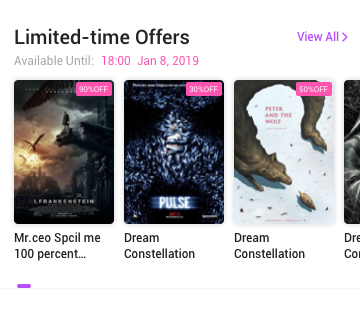 Limited-time Offers
View All
Available Until: 18:00 Jan 8, 2019
90%OFF
30%OFF
50%OFF
I, FRANKENSTEIN
PULSE
PETER
AND THE
WOLF
Mr.ceo Spcil me
100 percent...
Dream
Constellation
Dream
Constellation
Dre
Con